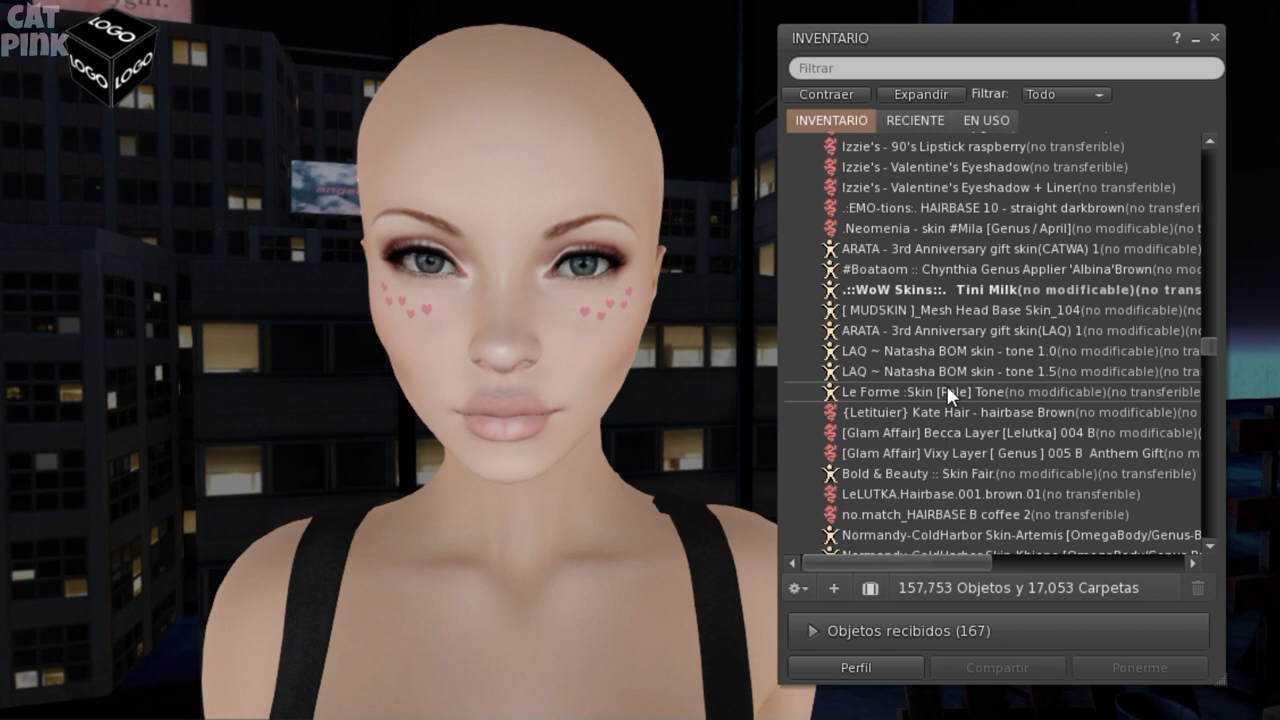 girl.
CAT
PINK
LOGO
LOGO
LOGO
angel
INVENTARIO
?
Filtrar
Contraer
Expandir
Filtrar:
Todo
INVENTARIO
RECIENTE
EN USO
Izzie's - 90's Lipstick raspberry(no transferible)
Izzie's - Valentine's Eyeshadow(no transferible)
Izzie's - Valentine's Eyeshadow + Liner(no transferible)
.:EMO-tions:. HAIRBASE 10 - straight darkbrown(no transferi
.Neomenia - skin #Mila [Genus / April](no modificable)(no t
ARATA - 3rd Anniversary gift skin(CATWA) 1(no modificable)
#Boataom :: Chynthia Genus Applier 'Albina'Brown(no mod
.::WoW Skins::. Tini Milk(no modificable)(no trans
[ MUDSKIN ]_Mesh Head Base Skin_104(no modificable)(no
ARATA - 3rd Anniversary gift skin(LAQ) 1(no modificable)
LAQ ~ Natasha BOM skin - tone 1.0(no modificable)(no tra
LAQ ~ Natasha BOM skin - tone 1.5(no modificable)(no tra
Le Forme :Skin [Pale] Tone(no modificable)(no transferible
{Letituier} Kate Hair - hairbase Brown(no modificable)(no
[Glam Affair] Becca Layer [Lelutka] 004 B(no modificable)(
[Glam Affair] Vixy Layer [ Genus ] 005 B Anthem Gift(no m
Bold & Beauty :: Skin Fair.(no modificable)(no transferible)
LeLUTKA.Hairbase.001.brown.01(no transferible)
no.match_HAIRBASE B coffee 2(no transferible)
Normandy-ColdHarbor Skin-Artemis [OmegaBody/Genus-B
157,753 Objetos y 17,053 Carpetas
Objetos recibidos (167)
Perfil
Compartir
Ponerme